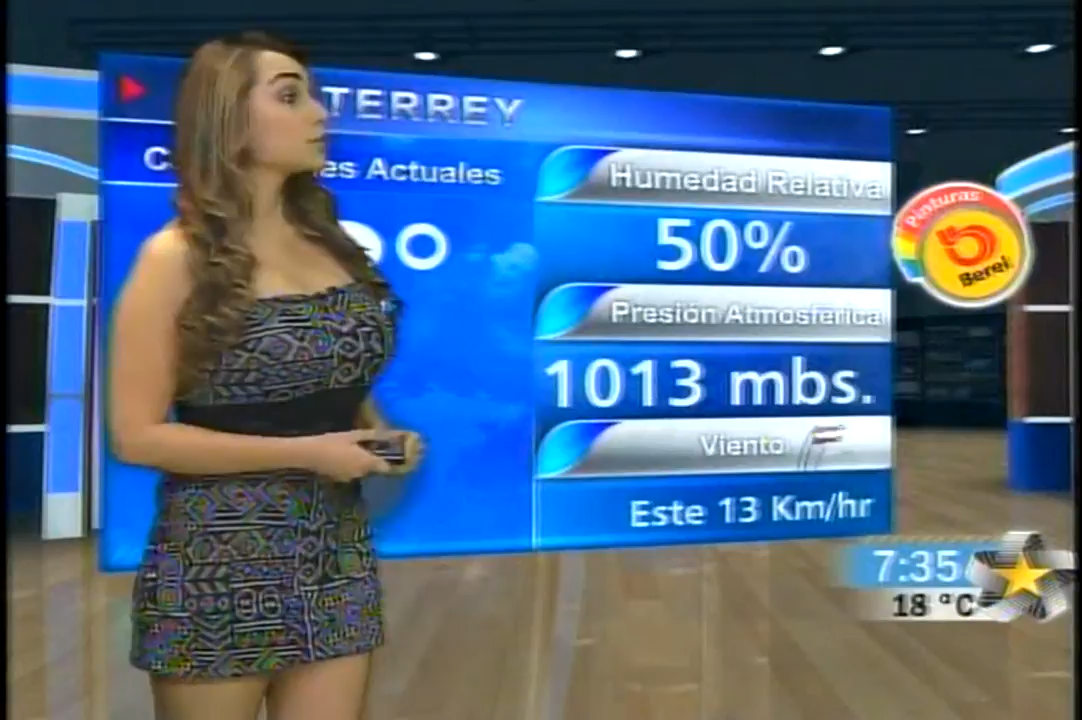 TERREY
C es Actuales
Humedad Relativa
50%
Presión Atmosférica
1013 mbs.
Viento
Este 13 Km/hr
Pinturas
Berel
7:35
18 °C